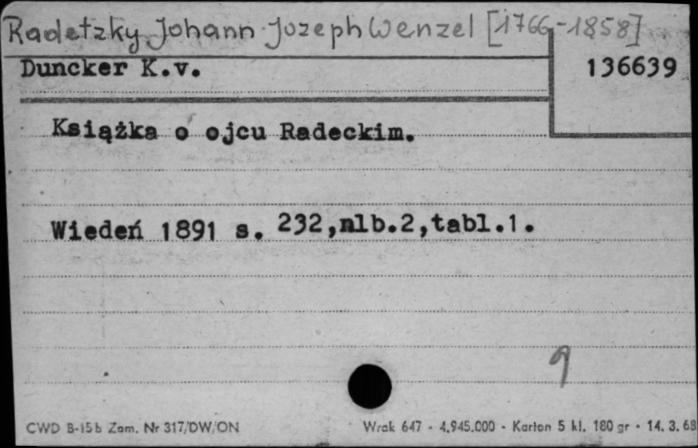 Radetzky Johann Jozeph Wenzel [1766-1858]
Duncker K.v.
136639
Książka o ojcu Radeckim.
Wiedeń 1891 s. 232,nlb.2,tabl.1.
9
CWD B-15b Zam. Nr 317/DW/ON Wrak 647 - 4.945.000 - Karton 5 kl. 180 gr - 14. 3. 68